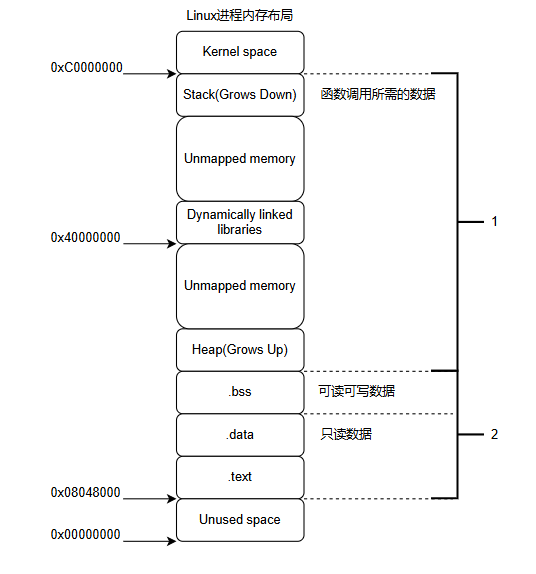 Linux进程内存布局
Kernel space
0xC0000000
Stack(Grows Down)
函数调用所需的数据
Unmapped memory
Dynamically linked
libraries
1
0x40000000
Unmapped memory
Heap(Grows Up)
.bss
可读可写数据
.data
只读数据
2
.text
0x08048000
Unused space
0x00000000